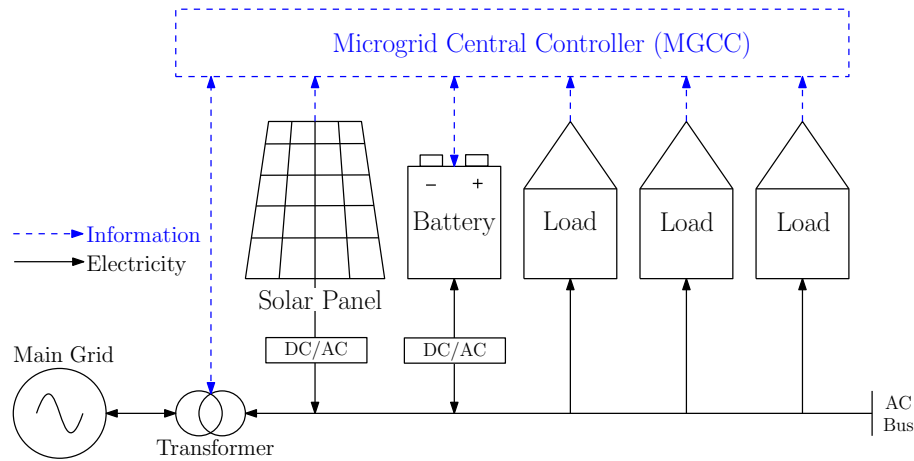 Microgrid Central Controller (MGCC)
− +
Battery
Load
Load
Load
Information
Electricity
Solar Panel
DC/AC
DC/AC
Main Grid
Transformer
AC
Bus